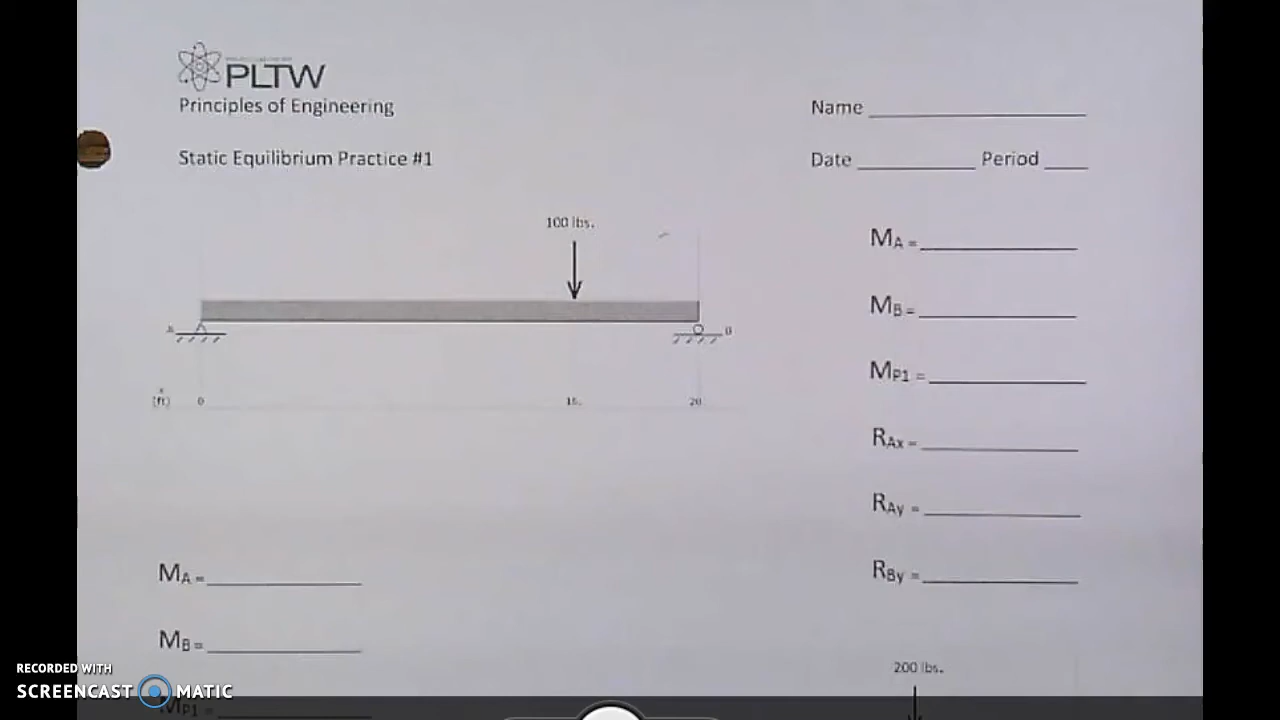 PLTW
Principles of Engineering
Static Equilibrium Practice #1
Name
Date Period
100 lbs.
A
B
x
(ft) 0 20
MA =
MB =
MP1 =
RAx =
RAy =
RBy =
MA =
MB =
MP1 =
200 lbs.
RECORDED WITH
SCREENCAST MATIC